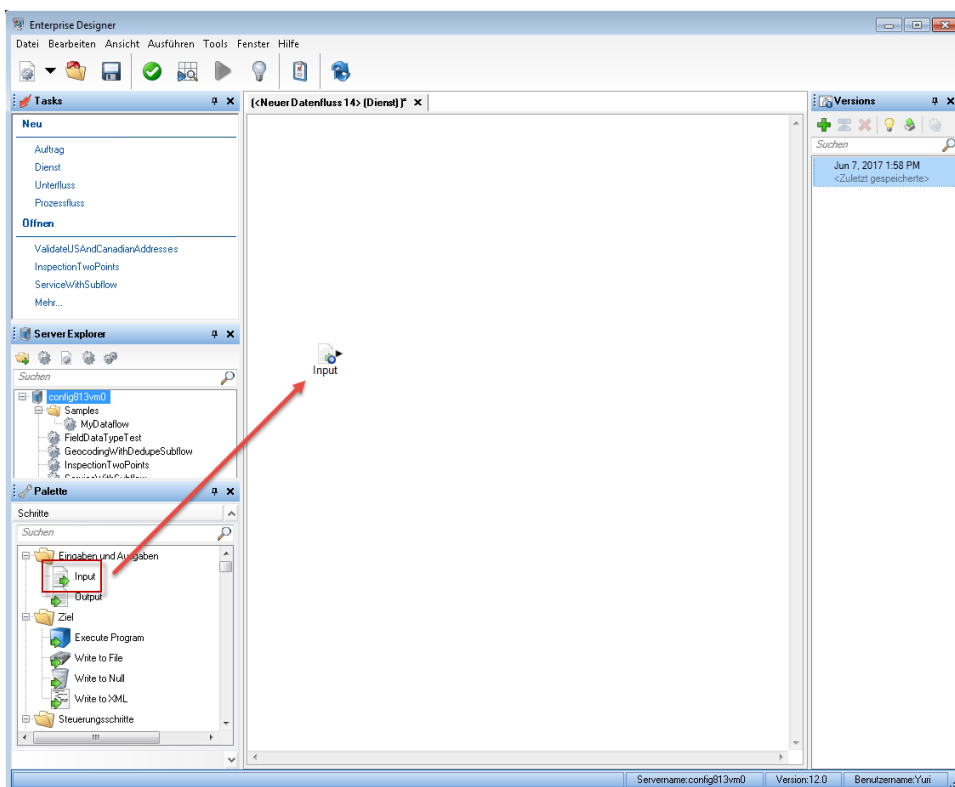 Enterprise Designer
Datei Bearbeiten Ansicht Ausführen Tools Fenster Hilfe
Tasks
Neu
Auftrag
Dienst
Unterfluss
Prozessfluss
Öffnen
ValidateUSAndCanadianAddresses
InspectionTwoPoints
ServiceWithSubflow
Mehr...
Server Explorer
Suchen
config813vm0
Samples
MyDataflow
FieldDataTypeTest
GeocodingWithDedupeSubflow
InspectionTwoPoints
Palette
Schritte
Suchen
Eingaben und Ausgaben
Input
Output
Ziel
Execute Program
Write to File
Write to Null
Write to XML
Steuerungsschritte
(<Neuer Datenfluss 14> (Dienst))*
Input
Versions
Suchen
Jun 7, 2017 1:58 PM
<Zuletzt gespeicherte>
Servername:config813vm0 Version:12.0 Benutzername:Yuri